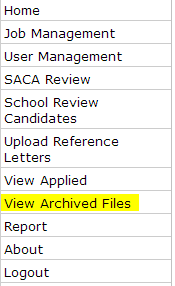 Home
Job Management
User Management
SACA Review
School Review
Candidates
Upload Reference
Letters
View Applied
View Archived Files
Report
About
Logout